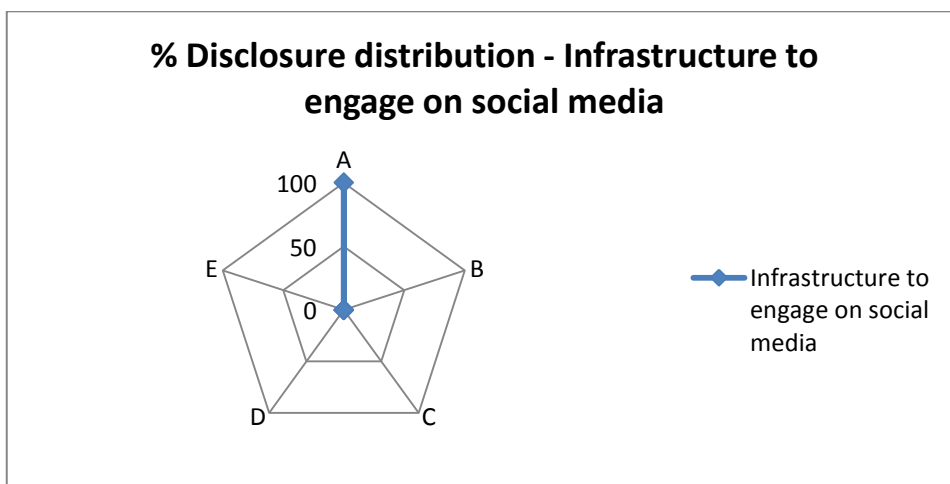 % Disclosure distribution - Infrastructure to
engage on social media
A
100
50
E
B
0
D
C
Infrastructure to
engage on social
media